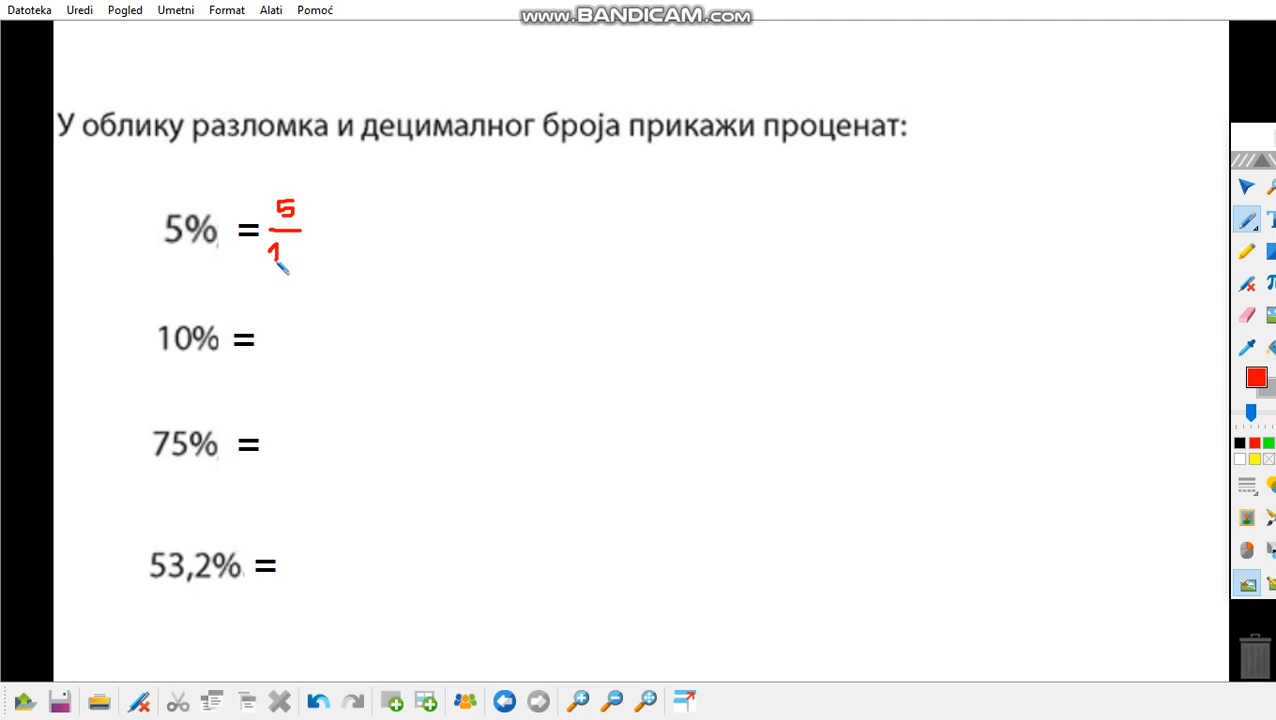 Datoteka Uredi Pogled Umetni Format Alati Pomoć
www.BANDICAM.com
У облику разломка и децималног броја прикажи проценат:
5% = 5/1
10% =
75% =
53,2% =